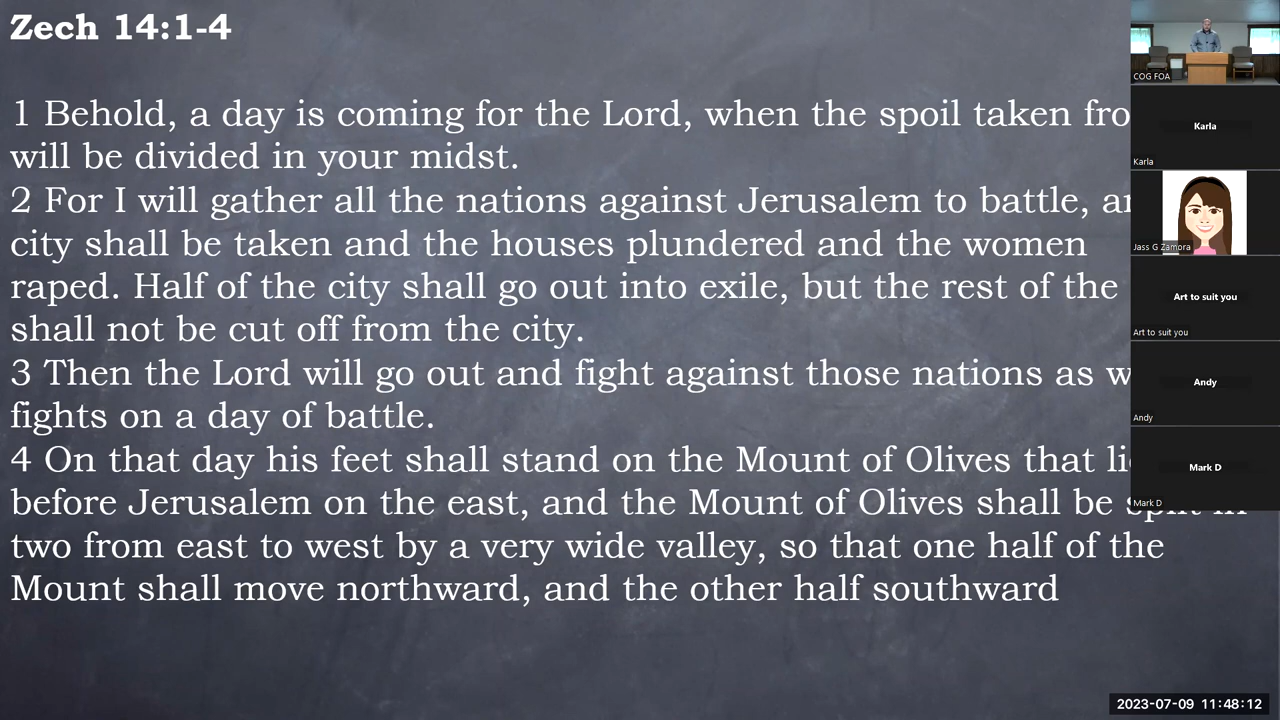 Zech 14:1-4
1 Behold, a day is coming for the Lord, when the spoil taken
will be divided in your midst.
2 For I will gather all the nations against Jerusalem to battle,
city shall be taken and the houses plundered and the women
raped. Half of the city shall go out into exile, but the rest of the
shall not be cut off from the city.
3 Then the Lord will go out and fight against those nations as
fights on a day of battle.
4 On that day his feet shall stand on the Mount of Olives that
before Jerusalem on the east, and the Mount of Olives shall be
two from east to west by a very wide valley, so that one half of the
Mount shall move northward, and the other half southward
COG FOA
Karla
Karla
Jass G Zamora
Art to suit you
Art to suit you
Andy
Andy
Mark D
Mark D
2023-07-09 11:48:12